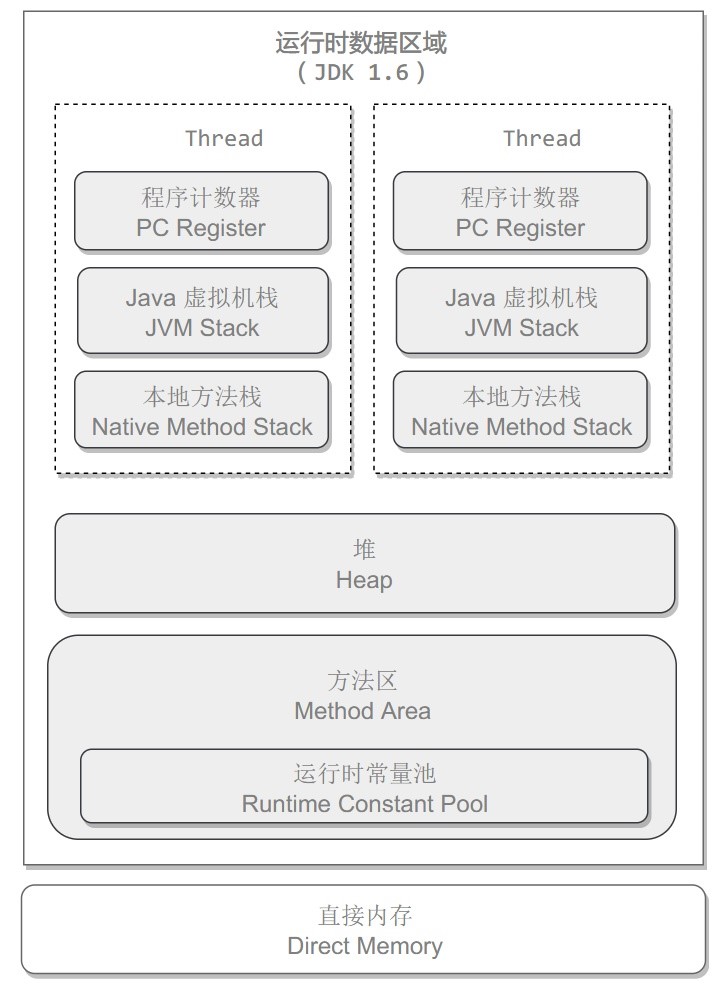 运行时数据区域
( JDK 1.6 )
Thread
程序计数器
PC Register
Java 虚拟机栈
JVM Stack
本地方法栈
Native Method Stack
Thread
程序计数器
PC Register
Java 虚拟机栈
JVM Stack
本地方法栈
Native Method Stack
堆
Heap
方法区
Method Area
运行时常量池
Runtime Constant Pool
直接内存
Direct Memory